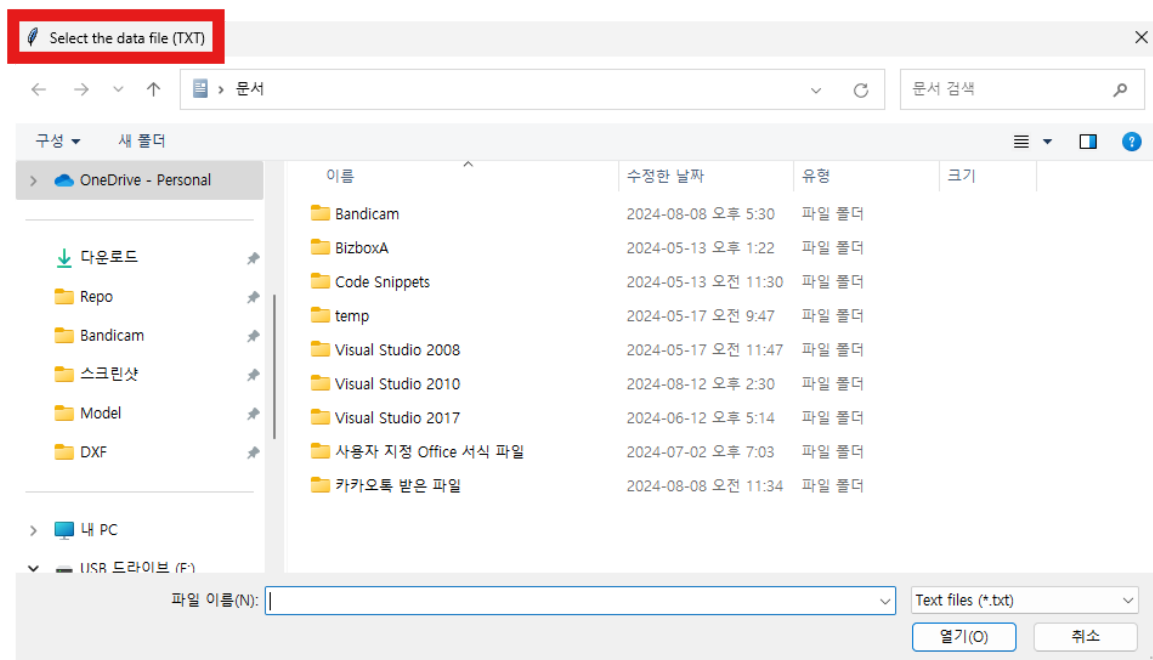 Select the data file (TXT)
문서
문서 검색
구성
새 폴더
OneDrive - Personal
다운로드
Repo
Bandicam
스크린샷
Model
DXF
내 PC
USB 드라이브 (F:)
이름 수정한 날짜 유형 크기
Bandicam 2024-08-08 오후 5:30 파일 폴더
BizboxA 2024-05-13 오후 1:22 파일 폴더
Code Snippets 2024-05-13 오전 11:30 파일 폴더
temp 2024-05-17 오전 9:47 파일 폴더
Visual Studio 2008 2024-05-17 오전 11:47 파일 폴더
Visual Studio 2010 2024-08-12 오후 2:30 파일 폴더
Visual Studio 2017 2024-06-12 오후 5:14 파일 폴더
사용자 지정 Office 서식 파일 2024-07-02 오후 7:03 파일 폴더
카카오톡 받은 파일 2024-08-08 오전 11:34 파일 폴더
파일 이름(N):
Text files (*.txt)
열기(O)
취소